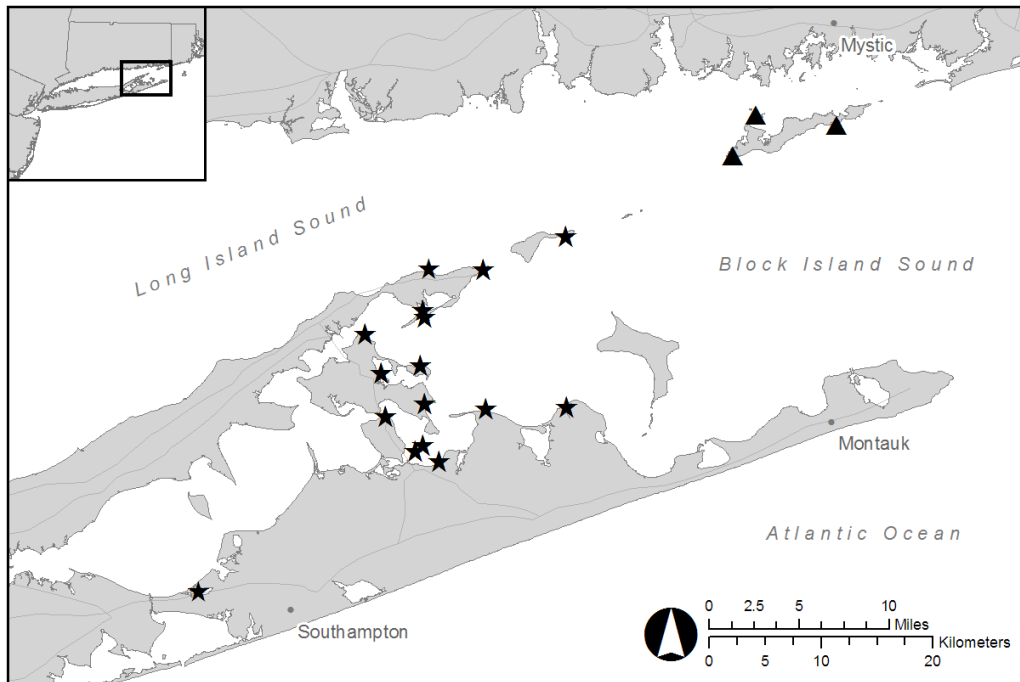 Mystic
Long Island Sound
Block Island Sound
Montauk
Atlantic Ocean
Southampton
0 2.5 5 10
Miles
Kilometers
0 5 10 20